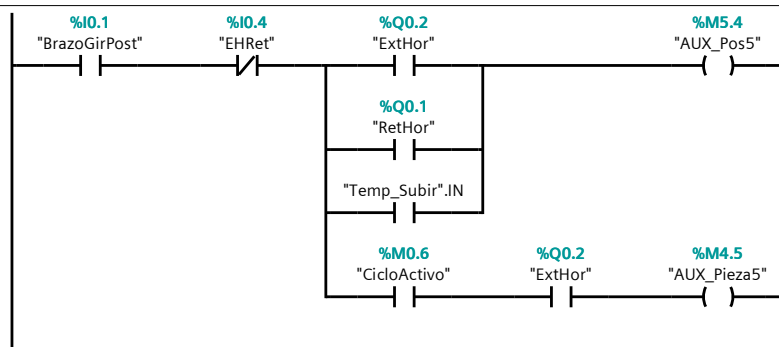 %I0.1
"BrazoGirPost"
%I0.4
"EHRet"
%Q0.2
"ExtHor"
%M5.4
"AUX_Pos5"
%Q0.1
"RetHor"
"Temp_Subir".IN
%M0.6
"CicloActivo"
%Q0.2
"ExtHor"
%M4.5
"AUX_Pieza5"